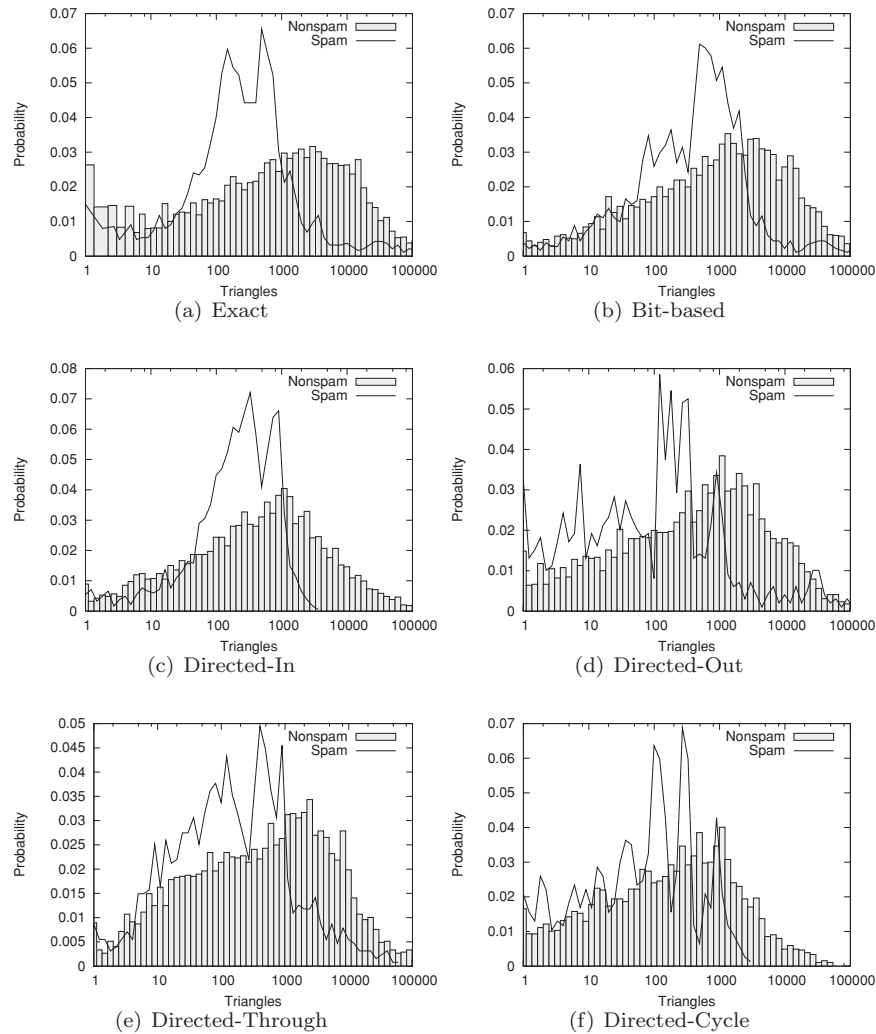 0.07
0.06
0.05
0.04
0.03
0.02
0.01
0
Probability
Nonspam
Spam
1 10 100 1000 10000 100000
Triangles
(a) Exact
0.07
0.06
0.05
0.04
0.03
0.02
0.01
0
Probability
Nonspam
Spam
1 10 100 1000 10000 100000
Triangles
(b) Bit-based
0.08
0.07
0.06
0.05
0.04
0.03
0.02
0.01
0
Probability
Nonspam
Spam
1 10 100 1000 10000 100000
Triangles
(c) Directed-In
0.06
0.05
0.04
0.03
0.02
0.01
0
Probability
Nonspam
Spam
1 10 100 1000 10000 100000
Triangles
(d) Directed-Out
0.05
0.045
0.04
0.035
0.03
0.025
0.02
0.015
0.01
0.005
0
Probability
Nonspam
Spam
1 10 100 1000 10000 100000
Triangles
(e) Directed-Through
0.07
0.06
0.05
0.04
0.03
0.02
0.01
0
Probability
Nonspam
Spam
1 10 100 1000 10000 100000
Triangles
(f) Directed-Cycle